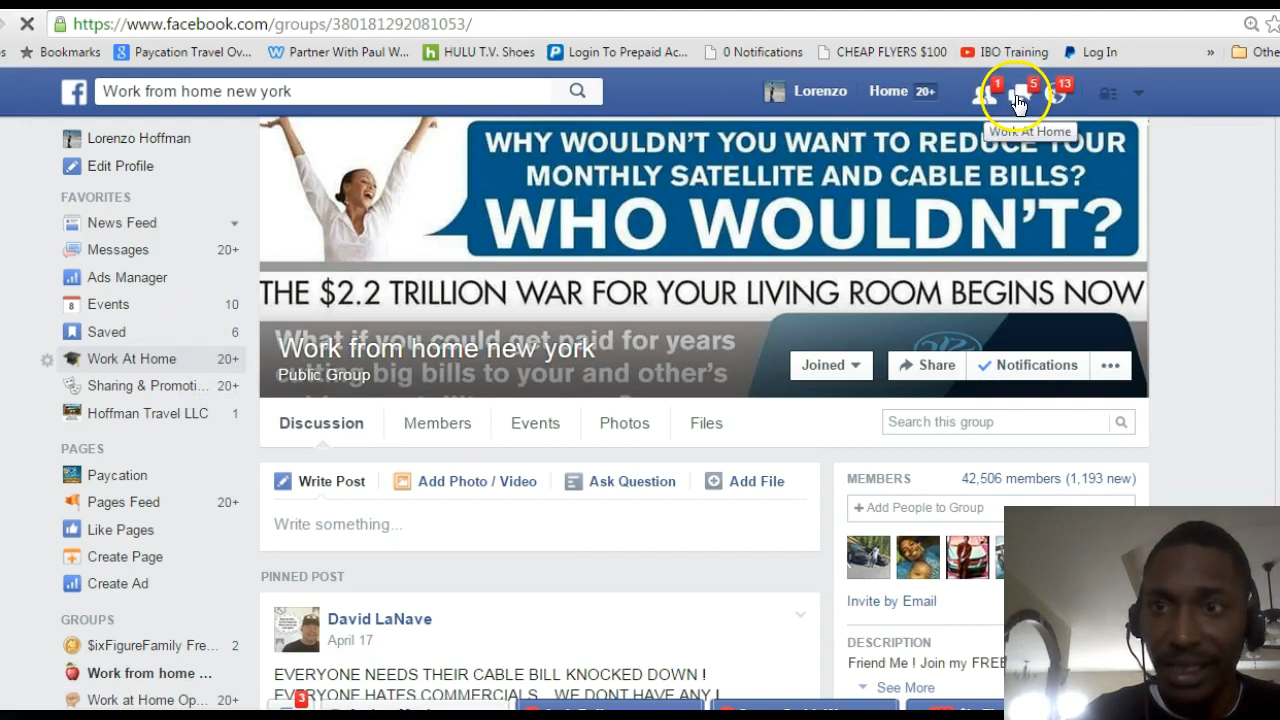 https://www.facebook.com/groups/380181292081053/
Bookmarks
Paycation Travel Ov...
Partner With Paul W...
HULU T.V. Shoes
Login To Prepaid Ac...
0 Notifications
CHEAP FLYERS $100
IBO Training
Log In
»
Othe
Work from home new york
Lorenzo
Home 20+
1
5
13
Work At Home
Lorenzo Hoffman
Edit Profile
FAVORITES
News Feed
Messages 20+
Ads Manager
Events 10
Saved 6
Work At Home 20+
Sharing & Promoti... 20+
Hoffman Travel LLC 1
PAGES
Paycation
Pages Feed 20+
Like Pages
Create Page
Create Ad
GROUPS
$ixFigureFamily Fre... 2
Work from home ...
Work at Home Op... 20+
WHY WOULDN'T YOU WANT TO REDUCE YOUR
MONTHLY SATELLITE AND CABLE BILLS?
WHO WOULDN'T?
THE $2.2 TRILLION WAR FOR YOUR LIVING ROOM BEGINS NOW
What if you could get paid for years
cutting big bills to your and other's
Work from home new york
Public Group
Joined
Share
Notifications
Discussion
Members
Events
Photos
Files
Search this group
Write Post
Add Photo / Video
Ask Question
Add File
Write something...
PINNED POST
David LaNave
April 17
EVERYONE NEEDS THEIR CABLE BILL KNOCKED DOWN !
EVERYONE HATES COMMERCIALS WE DONT HAVE ANY !
3
MEMBERS
42,506 members (1,193 new)
+ Add People to Group
Invite by Email
DESCRIPTION
Friend Me ! Join my FREE
See More